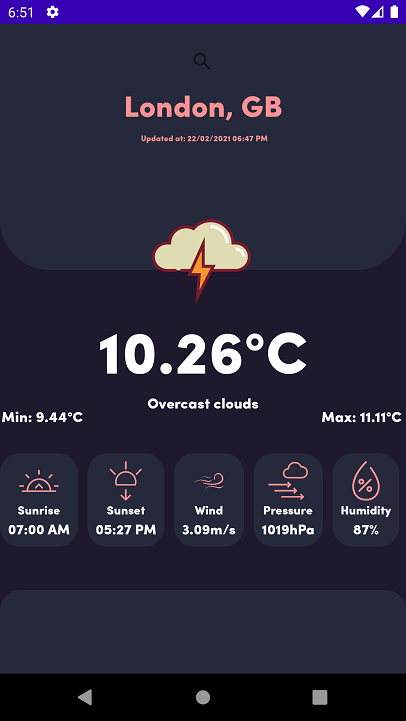 6:51
London, GB
Updated at: 22/02/2021 06:47 PM
10.26°C
Overcast clouds
Min: 9.44°C
Max: 11.11°C
Sunrise
07:00 AM
Sunset
05:27 PM
Wind
3.09m/s
Pressure
1019hPa
%
Humidity
87%